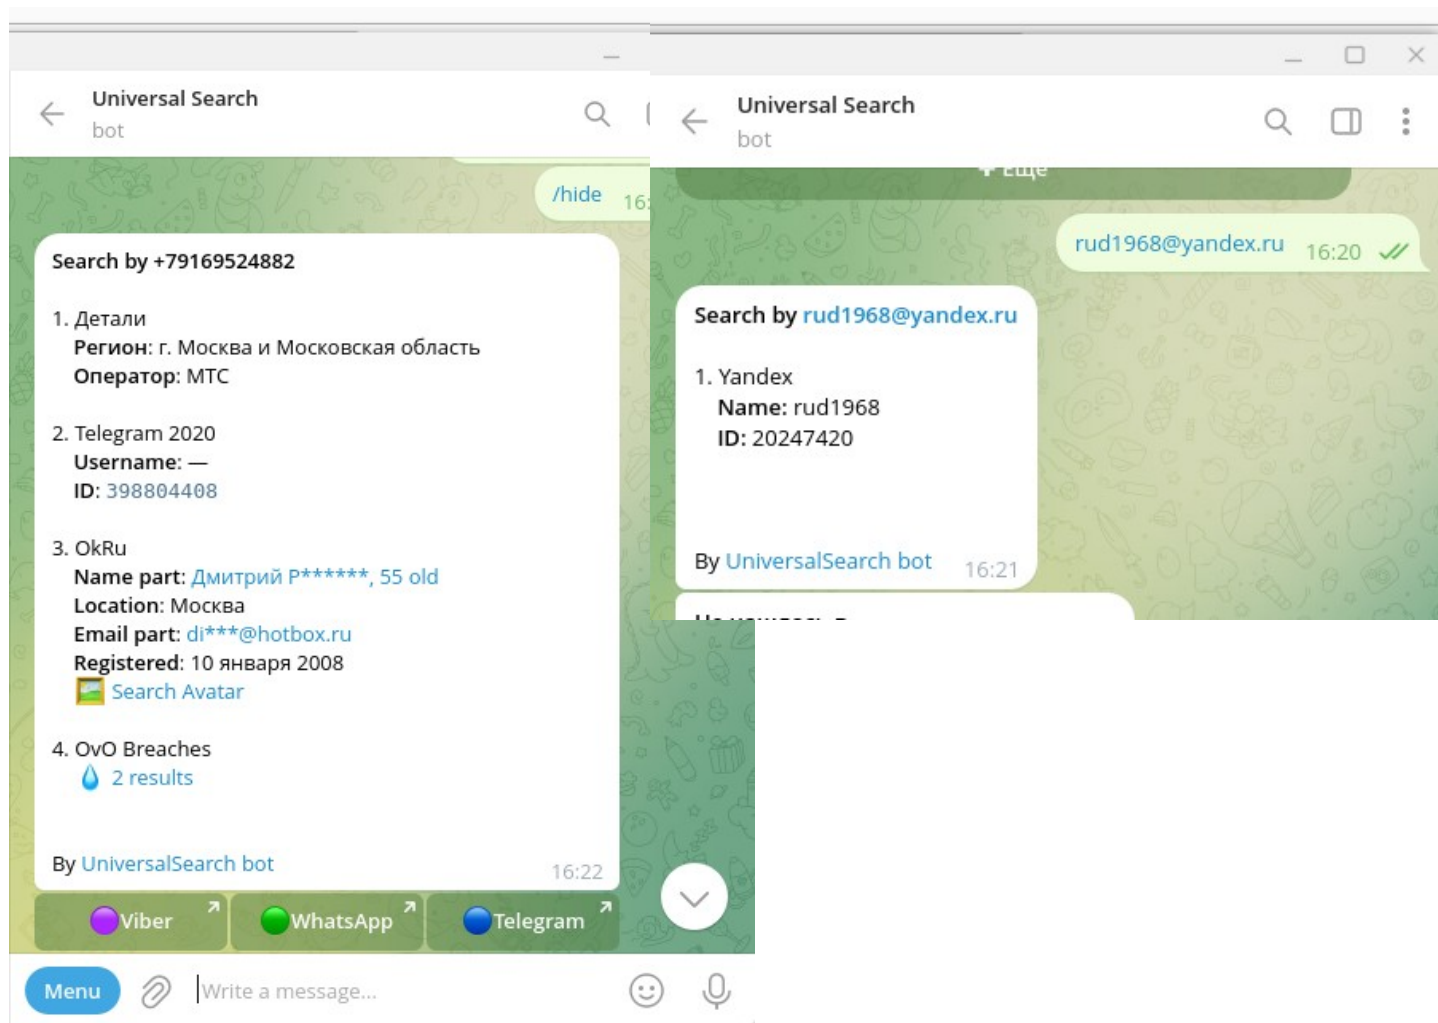 Universal Search
bot
/hide
16:
Search by +79169524882
1. Детали
Регион: г. Москва и Московская область
Оператор: МТС
2. Telegram 2020
Username: —
ID: 398804408
3. OkRu
Name part: Дмитрий Р******, 55 old
Location: Москва
Email part: di***@hotbox.ru
Registered: 10 января 2008
Search Avatar
4. OvO Breaches
2 results
By UniversalSearch bot
16:22
Viber
WhatsApp
Telegram
Menu
Write a message...
Universal Search
bot
+ Ещё
rud1968@yandex.ru 16:20
Search by rud1968@yandex.ru
1. Yandex
Name: rud1968
ID: 20247420
By UniversalSearch bot
16:21